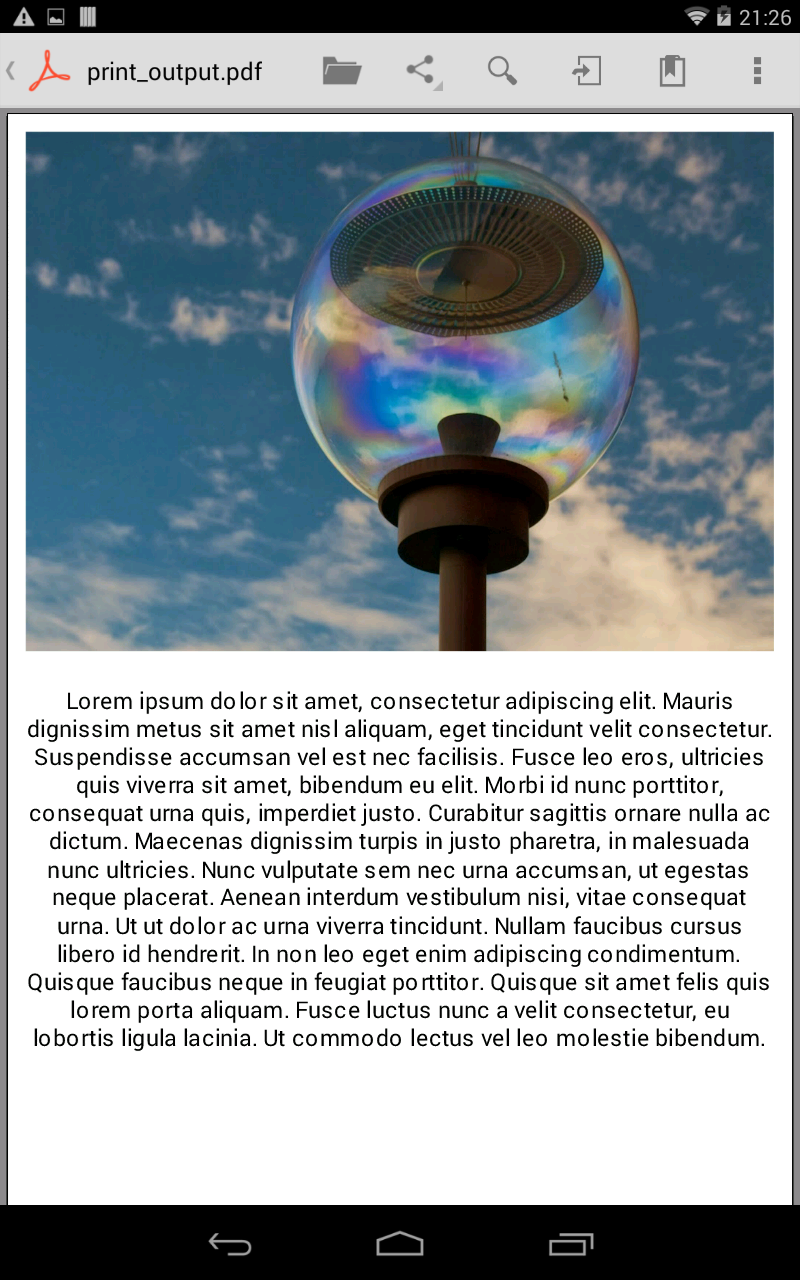 21:26
print_output.pdf
Lorem ipsum dolor sit amet, consectetur adipiscing elit. Mauris
dignissim metus sit amet nisl aliquam, eget tincidunt velit consectetur.
Suspendisse accumsan vel est nec facilisis. Fusce leo eros, ultricies
quis viverra sit amet, bibendum eu elit. Morbi id nunc porttitor,
consequat urna quis, imperdiet justo. Curabitur sagittis ornare nulla ac
dictum. Maecenas dignissim turpis in justo pharetra, in malesuada
nunc ultricies. Nunc vulputate sem nec urna accumsan, ut egestas
neque placerat. Aenean interdum vestibulum nisi, vitae consequat
urna. Ut ut dolor ac urna viverra tincidunt. Nullam faucibus cursus
libero id hendrerit. In non leo eget enim adipiscing condimentum.
Quisque faucibus neque in feugiat porttitor. Quisque sit amet felis quis
lorem porta aliquam. Fusce luctus nunc a velit consectetur, eu
lobortis ligula lacinia. Ut commodo lectus vel leo molestie bibendum.